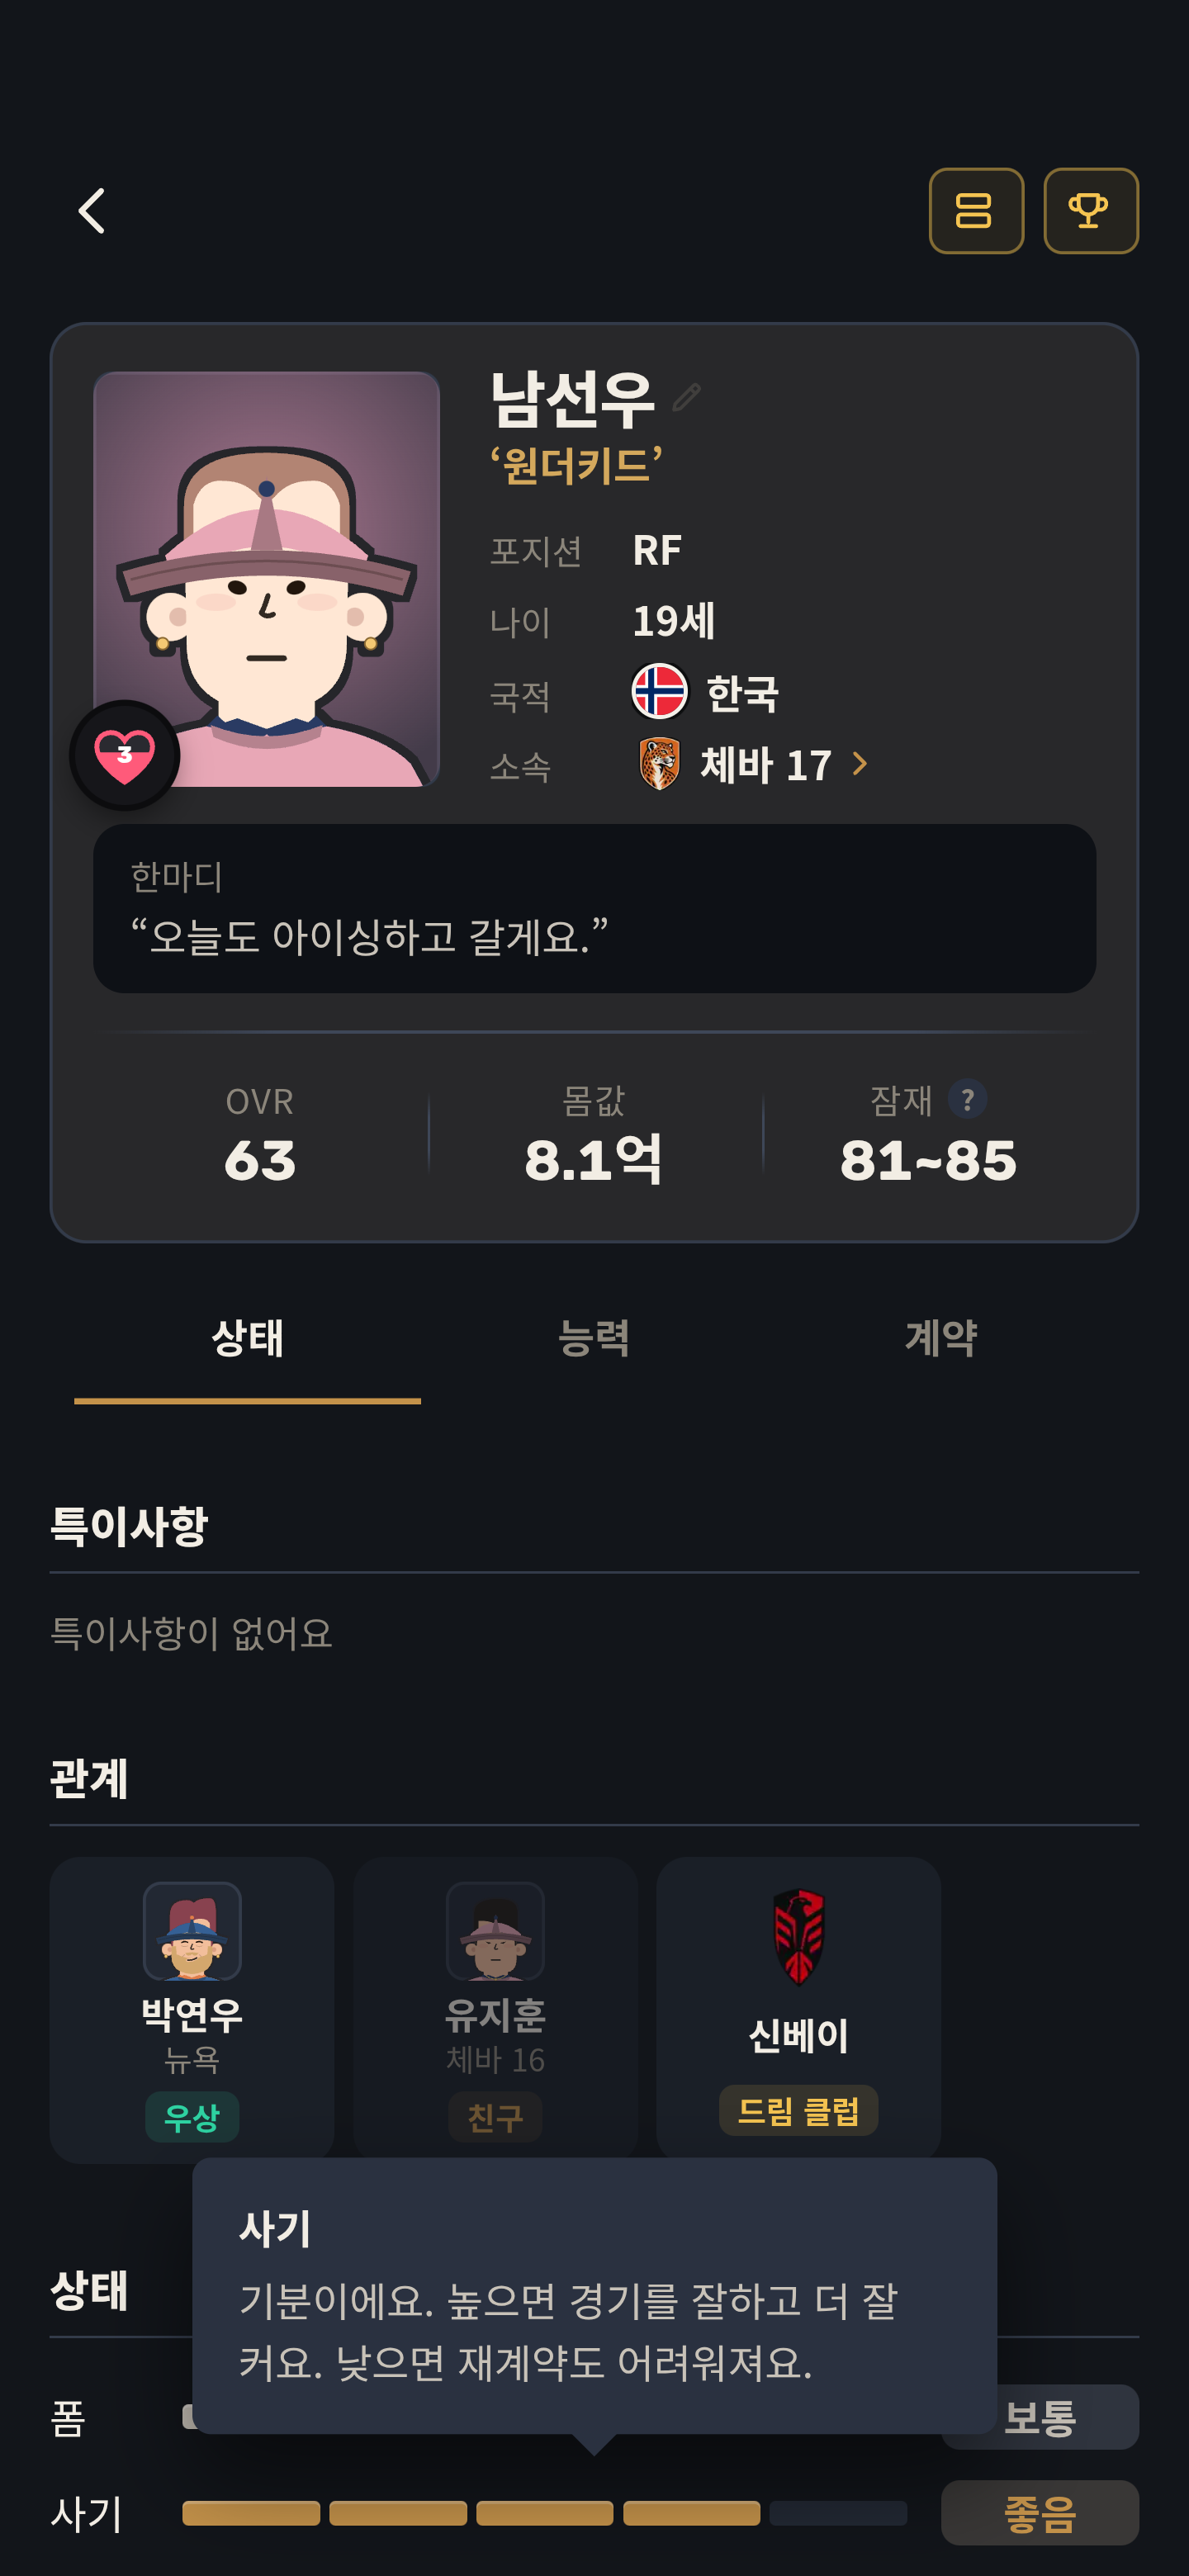 남선우
‘원더키드’
포지션 RF
나이 19세
국적 한국
소속 체바 17
3
한마디
“오늘도 아이싱하고 갈게요.”
OVR 몸값 잠재 ?
63 8.1억 81~85
상태 능력 계약
특이사항
특이사항이 없어요
관계
박연우 유지훈 신베이
뉴욕 체바 16
우상 친구 드림 클럽
사기
기분이에요. 높으면 경기를 잘하고 더 잘
커요. 낮으면 재계약도 어려워져요.
상태
폼 보통
사기 좋음